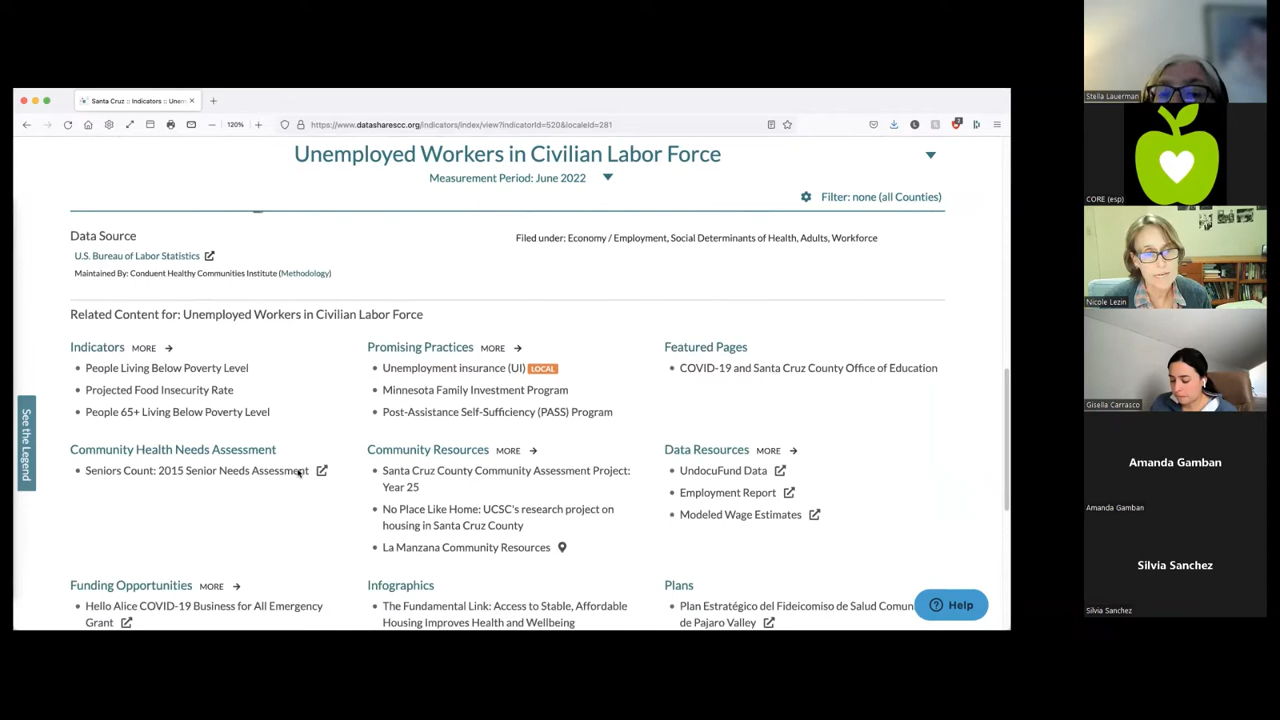 Santa Cruz :: Indicators :: Unem
120%
https://www.datasharescc.org/indicators/index/view?indicatorId=520&localeId=281
Unemployed Workers in Civilian Labor Force
Measurement Period: June 2022
Filter: none (all Counties)
Data Source
U.S. Bureau of Labor Statistics
Filed under: Economy / Employment, Social Determinants of Health, Adults, Workforce
Maintained By: Conduent Healthy Communities Institute (Methodology)
Related Content for: Unemployed Workers in Civilian Labor Force
Indicators MORE
People Living Below Poverty Level
Projected Food Insecurity Rate
People 65+ Living Below Poverty Level
Promising Practices MORE
Unemployment insurance (UI) LOCAL
Minnesota Family Investment Program
Post-Assistance Self-Sufficiency (PASS) Program
Featured Pages
COVID-19 and Santa Cruz County Office of Education
Community Health Needs Assessment
Seniors Count: 2015 Senior Needs Assessment
Community Resources MORE
Santa Cruz County Community Assessment Project:
Year 25
No Place Like Home: UCSC's research project on
housing in Santa Cruz County
La Manzana Community Resources
Data Resources MORE
UndocuFund Data
Employment Report
Modeled Wage Estimates
Funding Opportunities MORE
Hello Alice COVID-19 Business for All Emergency
Grant
Infographics
The Fundamental Link: Access to Stable, Affordable
Housing Improves Health and Wellbeing
Plans
Plan Estratégico del Fideicomiso de Salud Comun
de Pajaro Valley
See the Legend
Help
Stella Lauerman
CORE (esp)
Nicole Lezin
Gisella Carrasco
Amanda Gamban
Amanda Gamban
Silvia Sanchez
Silvia Sanchez